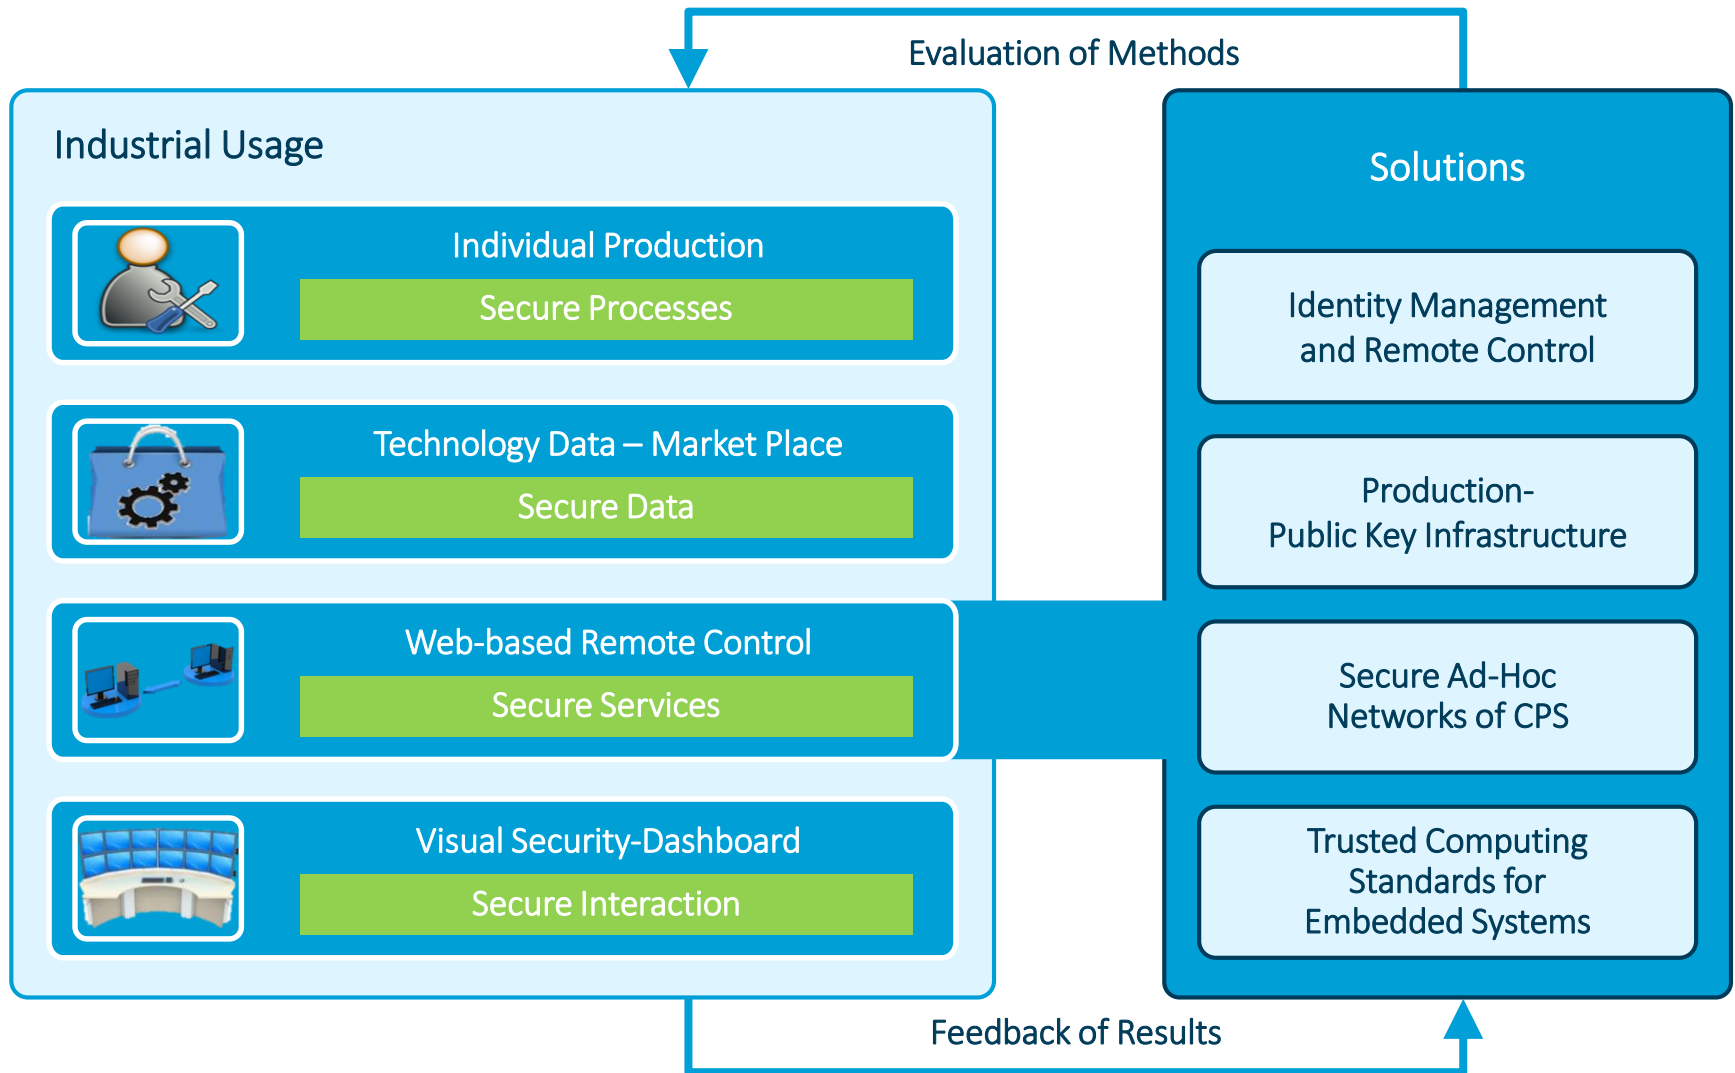 Evaluation of Methods
Industrial Usage
Individual Production
Secure Processes
Technology Data – Market Place
Secure Data
Web-based Remote Control
Secure Services
Visual Security-Dashboard
Secure Interaction
Solutions
Identity Management
and Remote Control
Production-
Public Key Infrastructure
Secure Ad-Hoc
Networks of CPS
Trusted Computing
Standards for
Embedded Systems
Feedback of Results